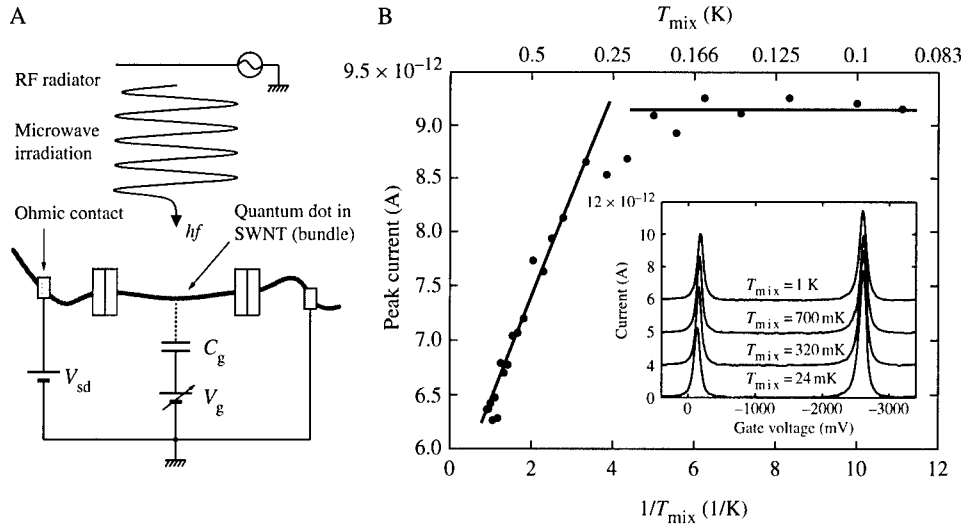 A
RF radiator
Microwave
irradiation
Ohmic contact
hf
Quantum dot in
SWNT (bundle)
C_g
V_sd
V_g
B
T_mix (K)
0.5 0.25 0.166 0.125 0.1 0.083
9.5 × 10⁻¹²
9.0
8.5
8.0
7.5
7.0
6.5
6.0
Peak current (A)
0 2 4 6 8 10 12
1/T_mix (1/K)
12 × 10⁻¹²
10
8
6
5
4
0
Current (A)
T_mix = 1 K
T_mix = 700 mK
T_mix = 320 mK
T_mix = 24 mK
0 −1000 −2000 −3000
Gate voltage (mV)